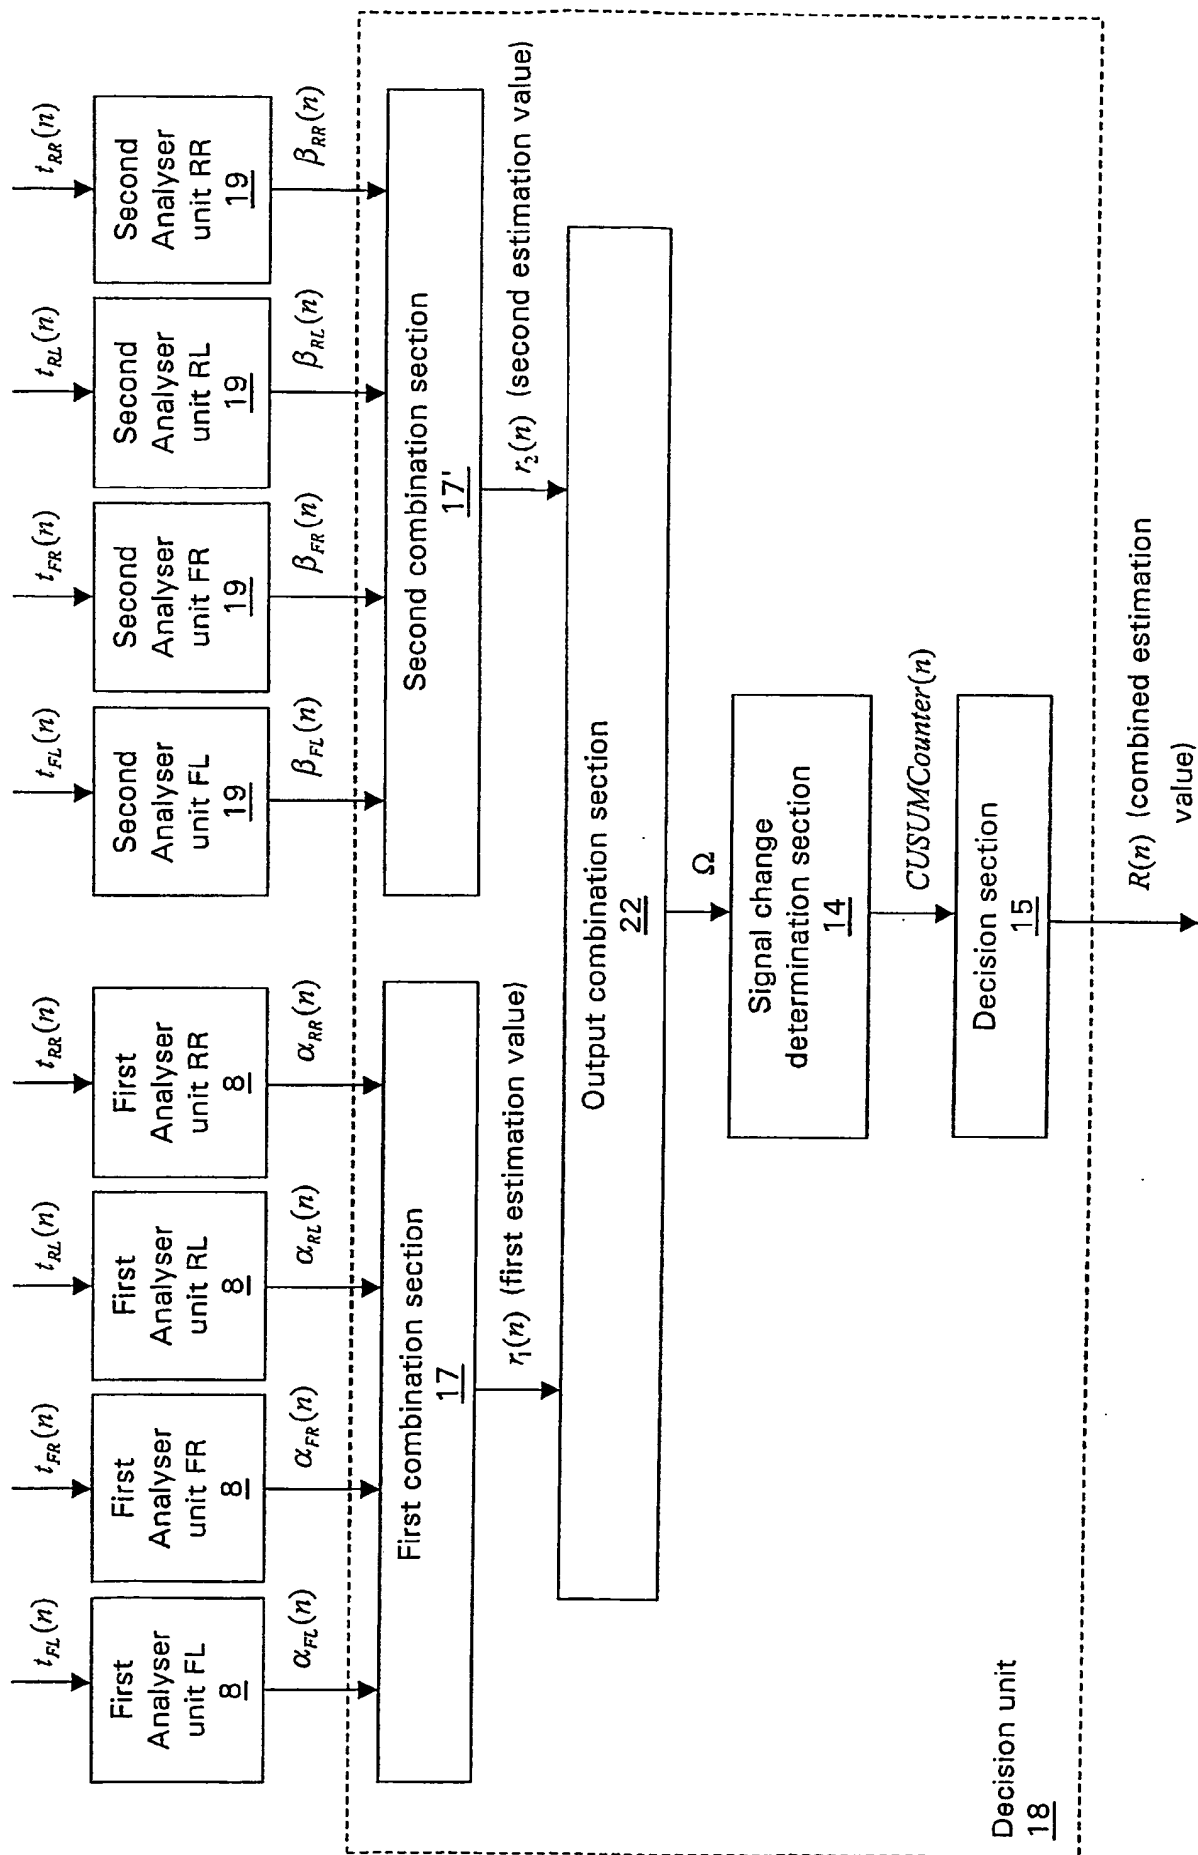 t_FL(n)
t_FR(n)
t_RL(n)
t_RR(n)
t_FL(n)
t_FR(n)
t_RL(n)
t_RR(n)
First
Analyser
unit FL
8
First
Analyser
unit FR
8
First
Analyser
unit RL
8
First
Analyser
unit RR
8
Second
Analyser
unit FL
19
Second
Analyser
unit FR
19
Second
Analyser
unit RL
19
Second
Analyser
unit RR
19
α_FL(n)
α_FR(n)
α_RL(n)
α_RR(n)
β_FL(n)
β_FR(n)
β_RL(n)
β_RR(n)
First combination section
17
Second combination section
17'
r_1(n) (first estimation value)
r_2(n) (second estimation value)
Output combination section
22
Ω
Signal change
determination section
14
CUSUMCounter(n)
Decision section
15
Decision unit
18
R(n) (combined estimation
value)